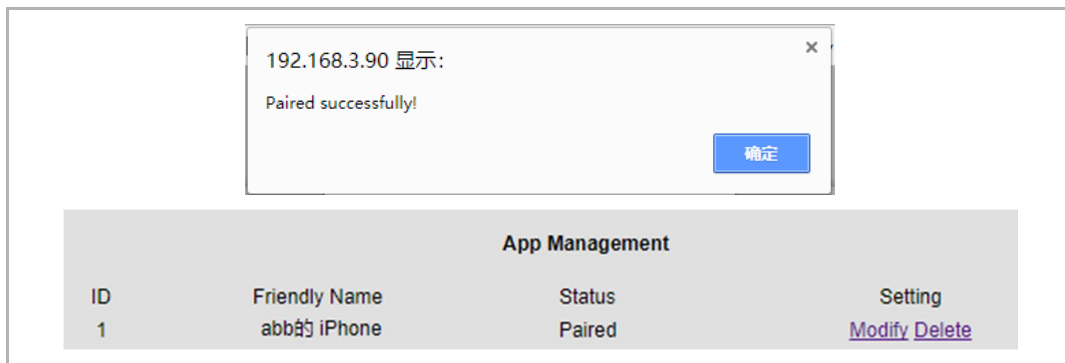 192.168.3.90 显示：
Paired successfully!
确定
App Management
ID Friendly Name Status Setting
1 abb的 iPhone Paired Modify Delete